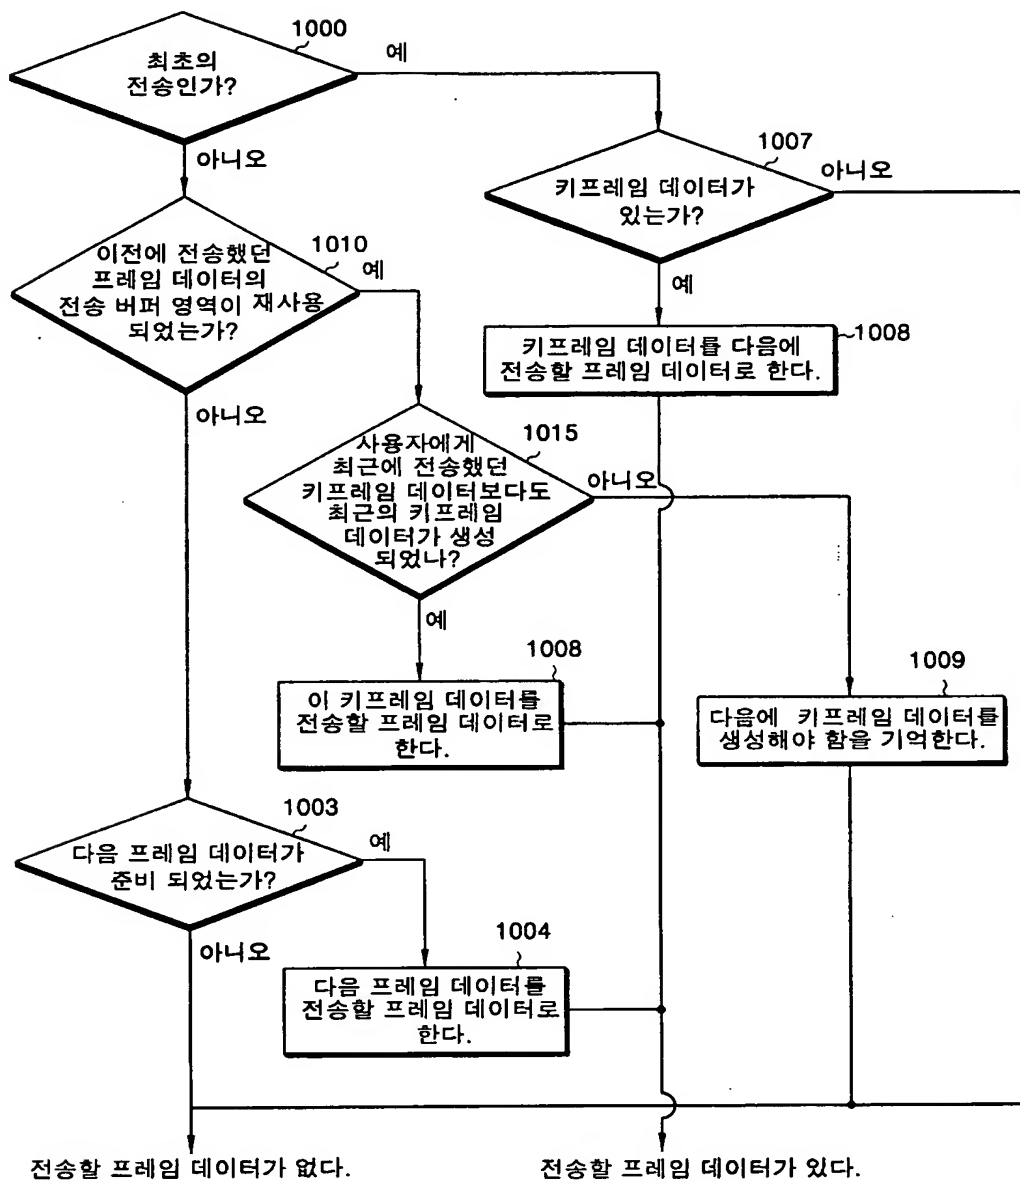 1000
예
최초의
전송인가?
아니오
1007
아니오
키프레임 데이터가
있는가?
예
1010
예
이전에 전송했던
프레임 데이터의
전송 버퍼 영역이 재사용
되었는가?
아니오
1008
키프레임 데이터를 다음에
전송할 프레임 데이터로 한다.
1015
아니오
사용자에게
최근에 전송했던
키프레임 데이터보다도
최근의 키프레임
데이터가 생성
되었나?
예
1008
이 키프레임 데이터를
전송할 프레임 데이터로
한다.
1009
다음에 키프레임 데이터를
생성해야 함을 기억한다.
1003
예
다음 프레임 데이터가
준비 되었는가?
아니오
1004
다음 프레임 데이터를
전송할 프레임 데이터로
한다.
전송할 프레임 데이터가 없다.
전송할 프레임 데이터가 있다.